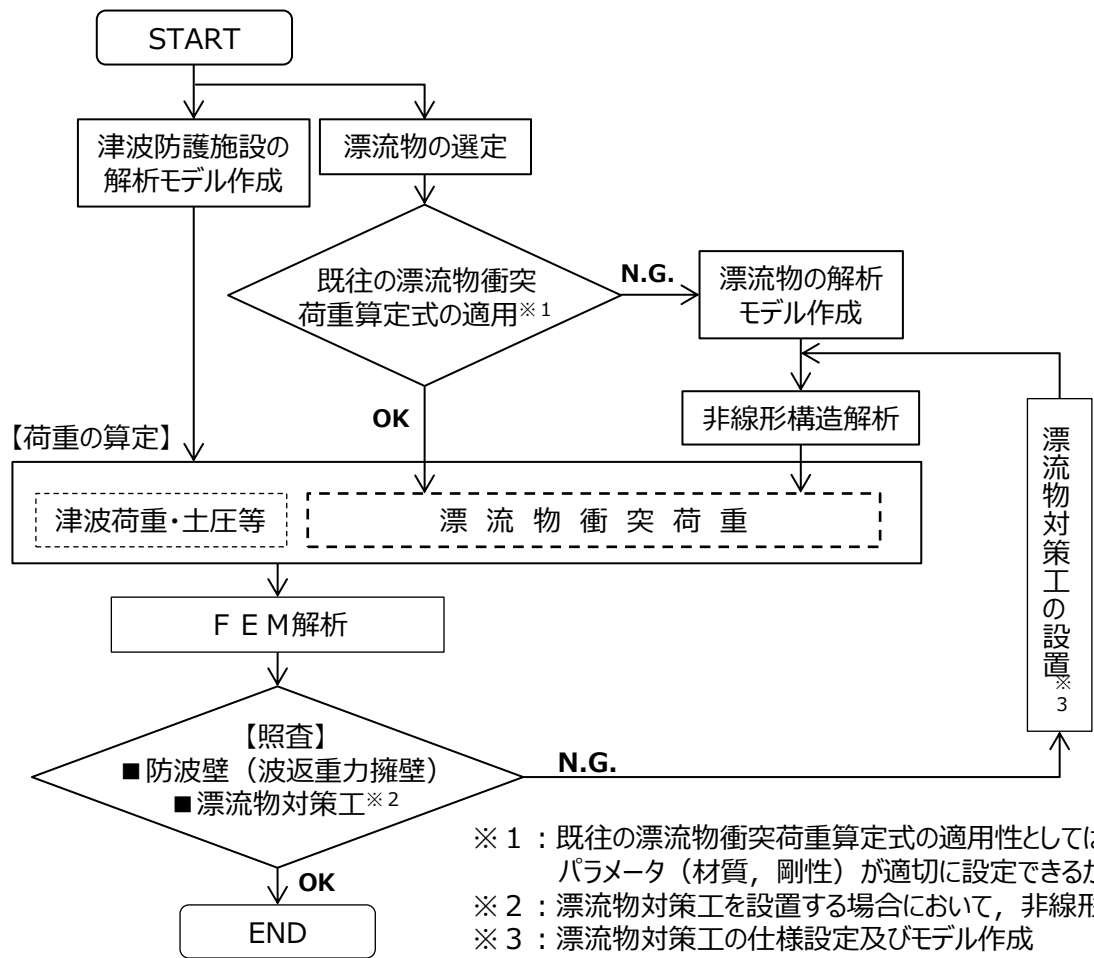 START
津波防護施設の
解析モデル作成
漂流物の選定
既往の漂流物衝突
荷重算定式の適用※1
N.G.
漂流物の解析
モデル作成
OK
非線形構造解析
【荷重の算定】
津波荷重・土圧等
漂流物衝突荷重
漂流物対策工の設置※3
FEM解析
【照査】
■防波壁（波返重力擁壁）
■漂流物対策工※2
N.G.
OK
END
※1：既往の漂流物衝突荷重算定式の適用性としては
パラメータ（材質，剛性）が適切に設定できるか
※2：漂流物対策工を設置する場合において，非線形
※3：漂流物対策工の仕様設定及びモデル作成